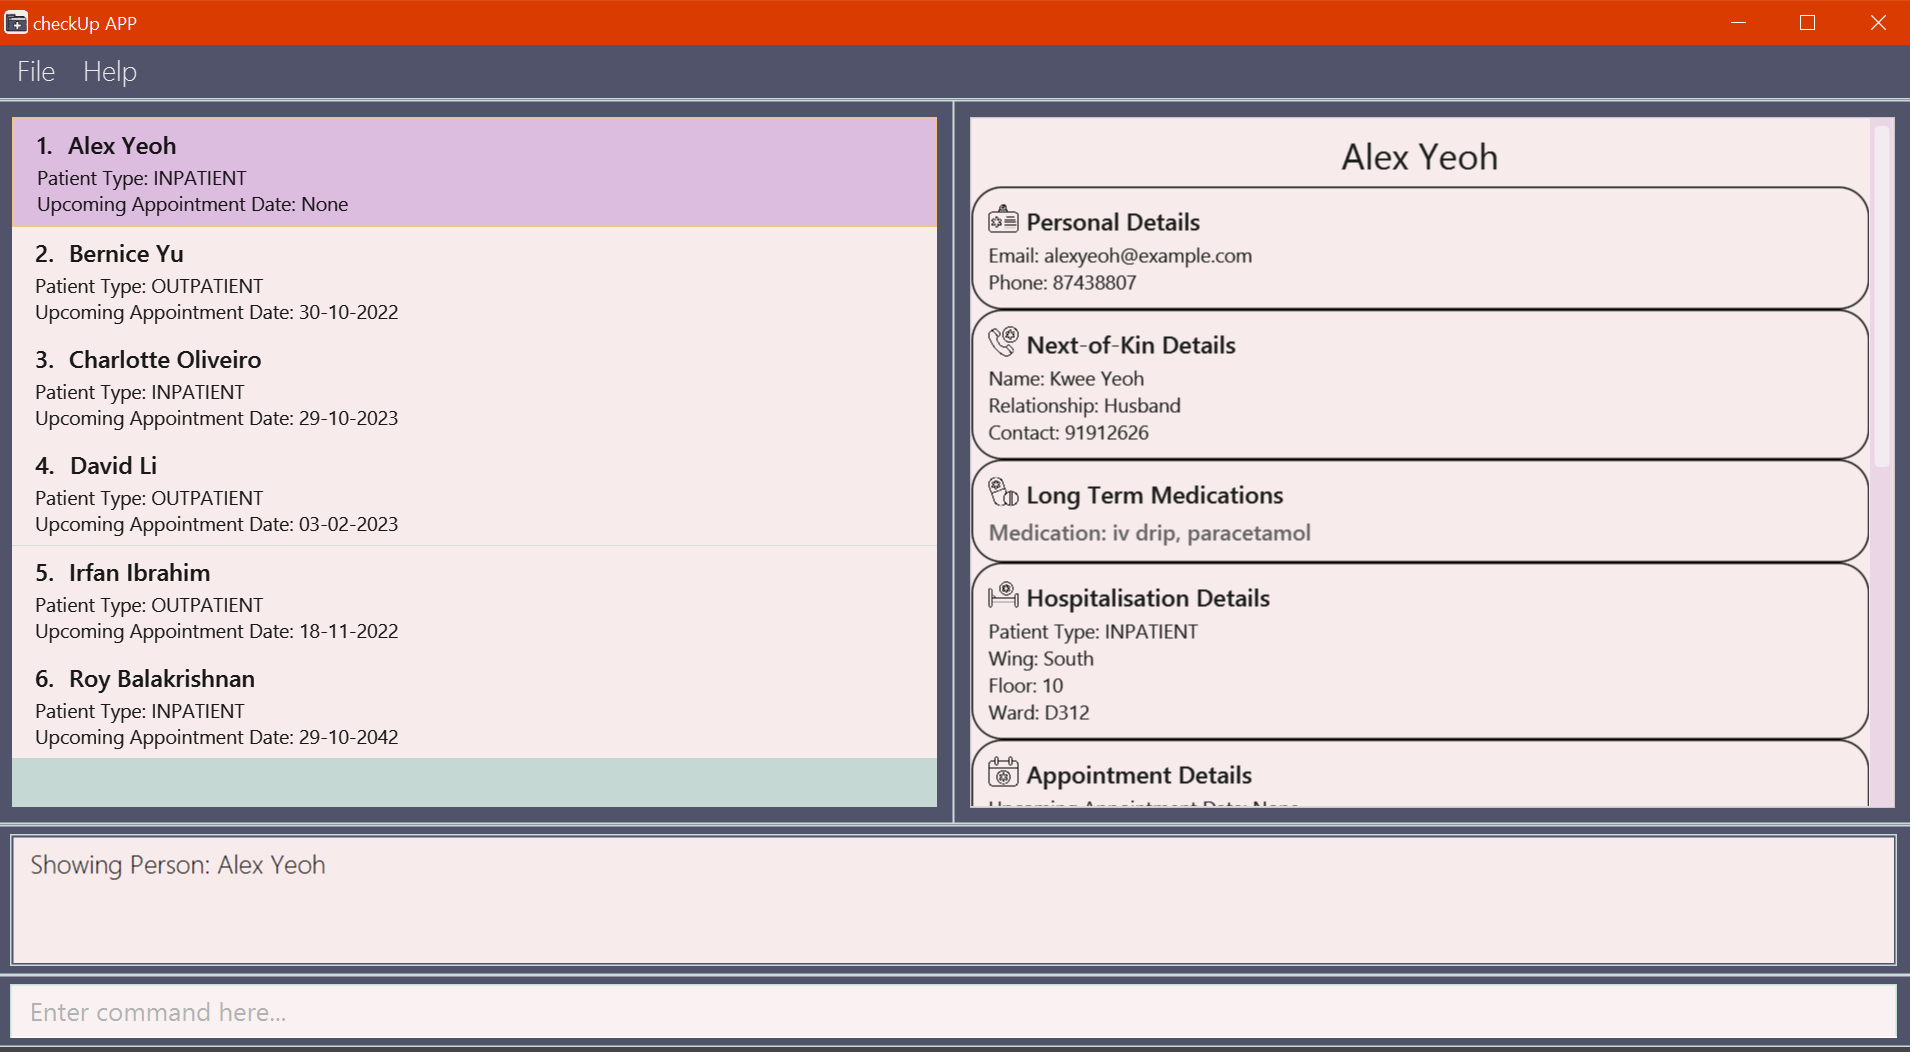 checkUp APP
File Help
1. Alex Yeoh
Patient Type: INPATIENT
Upcoming Appointment Date: None
2. Bernice Yu
Patient Type: OUTPATIENT
Upcoming Appointment Date: 30-10-2022
3. Charlotte Oliveiro
Patient Type: INPATIENT
Upcoming Appointment Date: 29-10-2023
4. David Li
Patient Type: OUTPATIENT
Upcoming Appointment Date: 03-02-2023
5. Irfan Ibrahim
Patient Type: OUTPATIENT
Upcoming Appointment Date: 18-11-2022
6. Roy Balakrishnan
Patient Type: INPATIENT
Upcoming Appointment Date: 29-10-2042
Alex Yeoh
Personal Details
Email: alexyeoh@example.com
Phone: 87438807
Next-of-Kin Details
Name: Kwee Yeoh
Relationship: Husband
Contact: 91912626
Long Term Medications
Medication: iv drip, paracetamol
Hospitalisation Details
Patient Type: INPATIENT
Wing: South
Floor: 10
Ward: D312
Appointment Details
Upcoming Appointment Date: None
Showing Person: Alex Yeoh
Enter command here...